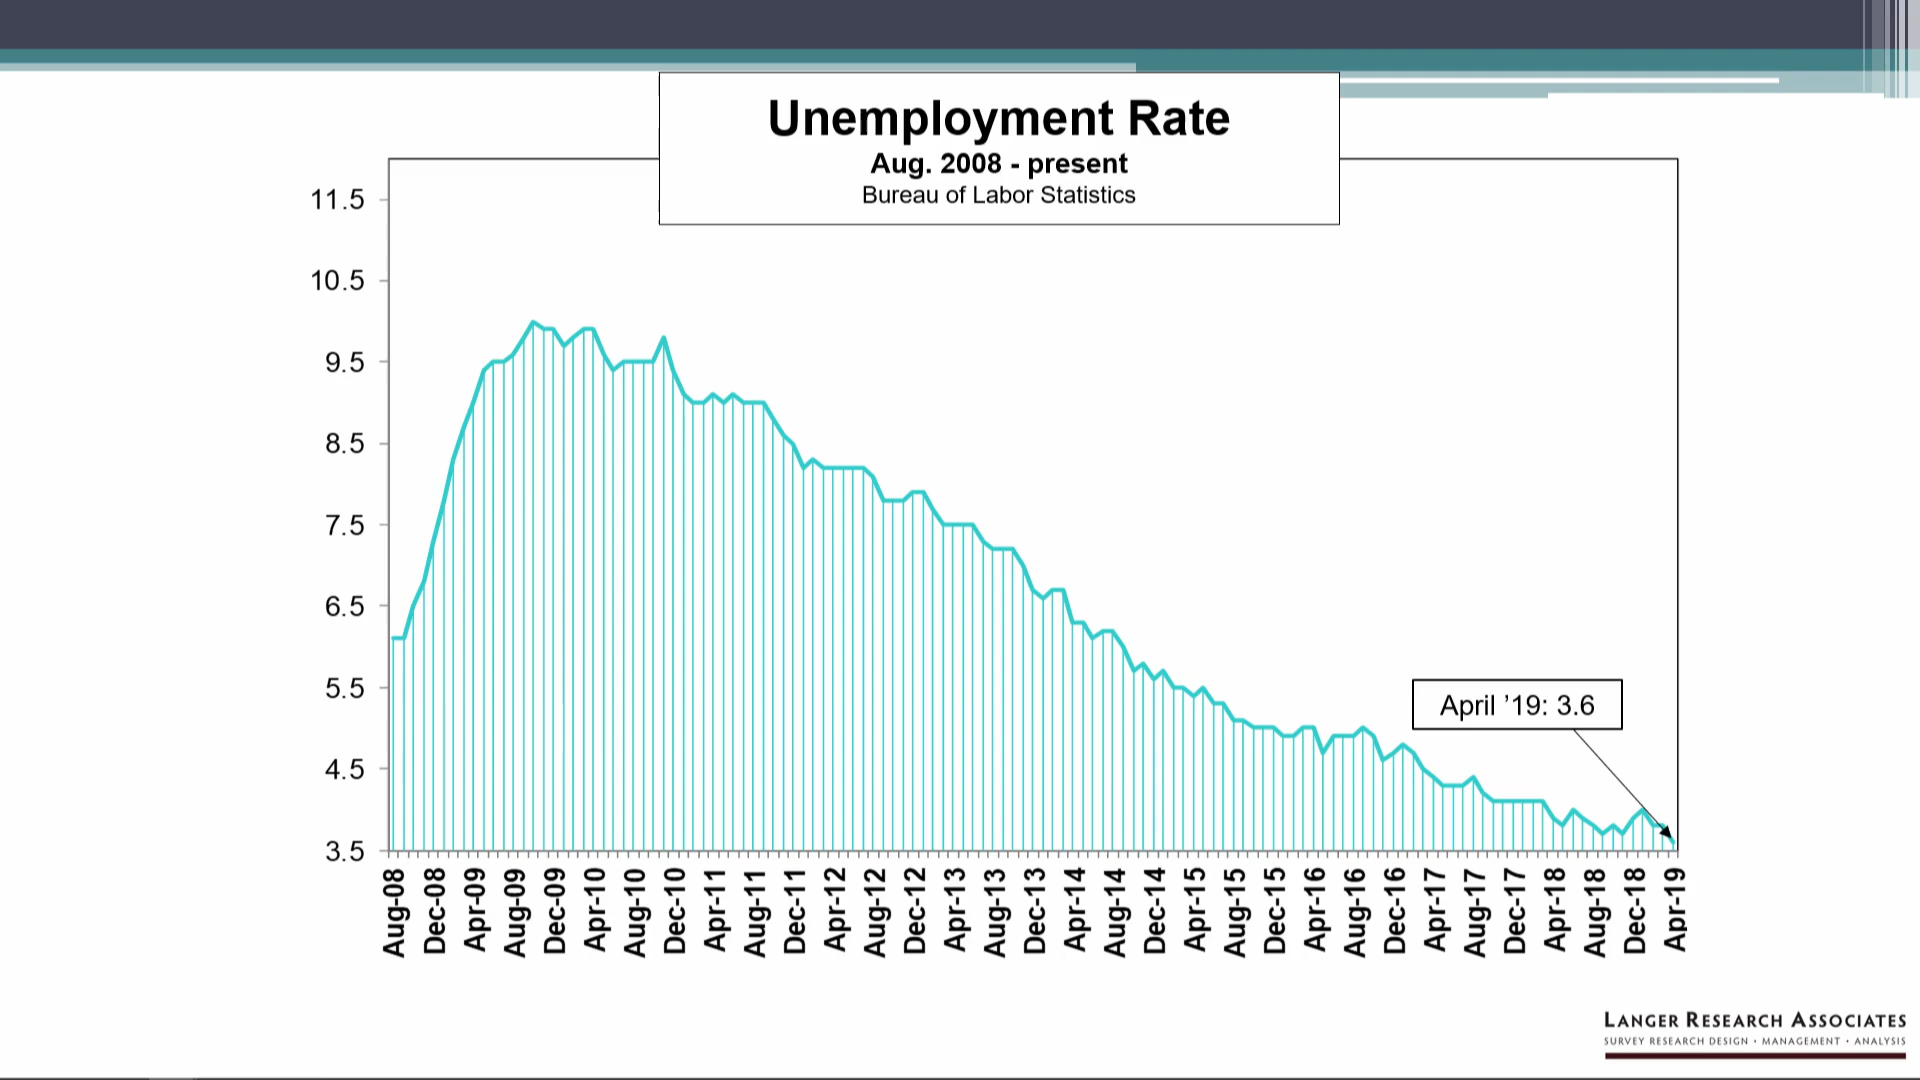 Unemployment Rate
Aug. 2008 - present
Bureau of Labor Statistics
11.5
10.5
9.5
8.5
7.5
6.5
5.5
4.5
3.5
April ’19: 3.6
Aug-08
Dec-08
Apr-09
Aug-09
Dec-09
Apr-10
Aug-10
Dec-10
Apr-11
Aug-11
Dec-11
Apr-12
Aug-12
Dec-12
Apr-13
Aug-13
Dec-13
Apr-14
Aug-14
Dec-14
Apr-15
Aug-15
Dec-15
Apr-16
Aug-16
Dec-16
Apr-17
Aug-17
Dec-17
Apr-18
Aug-18
Dec-18
Apr-19
LANGER RESEARCH ASSOCIATES
SURVEY RESEARCH DESIGN · MANAGEMENT · ANALYSIS